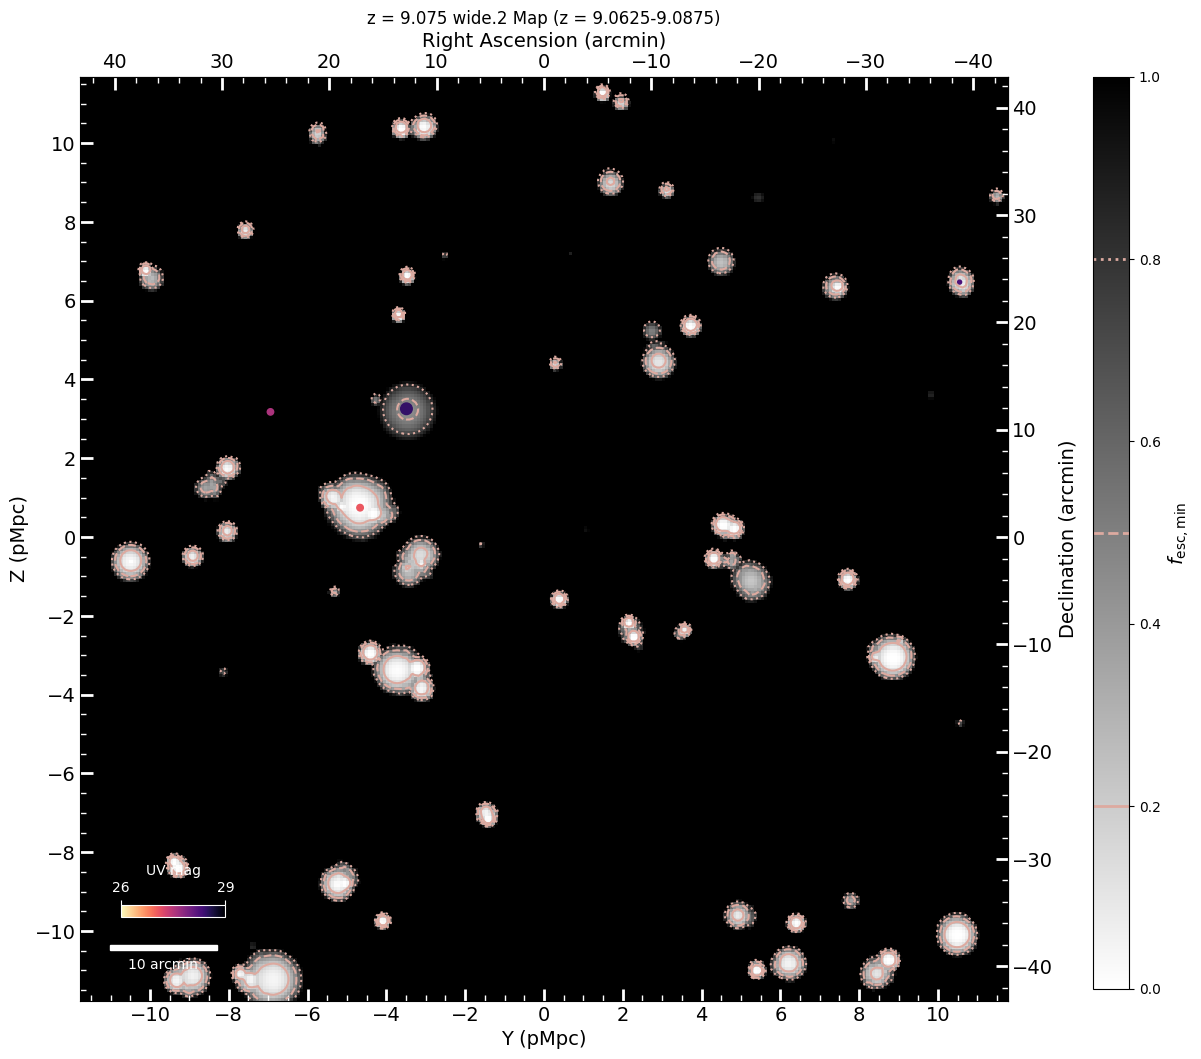 z = 9.075 wide.2 Map (z = 9.0625-9.0875)
Right Ascension (arcmin)
40 30 20 10 0 −10 −20 −30 −40
10
8
6
4
2
0
−2
−4
−6
−8
−10
Z (pMpc)
40
30
20
10
0
−10
−20
−30
−40
Declination (arcmin)
UV mag
26 29
10 arcmin
−10 −8 −6 −4 −2 0 2 4 6 8 10
Y (pMpc)
1.0
0.8
0.6
0.4
0.2
0.0
fesc, min